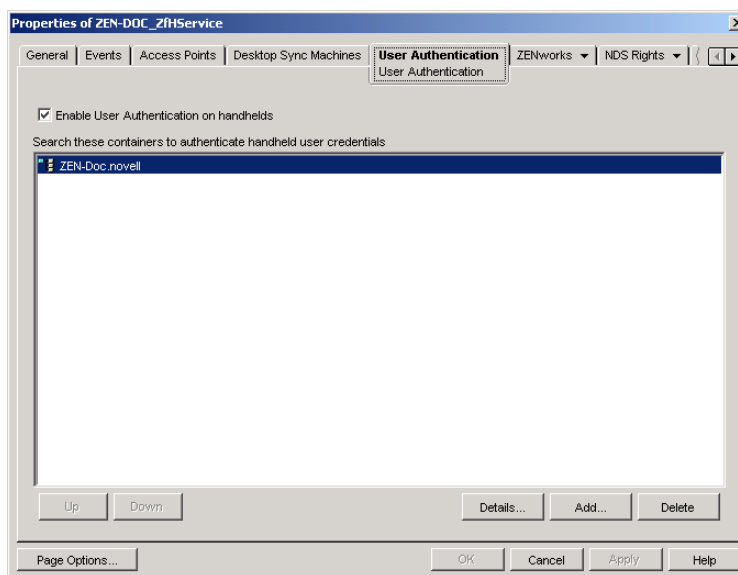 Properties of ZEN-DOC_ZfHService
General Events Access Points Desktop Sync Machines User Authentication ZENworks NDS Rights
User Authentication
Enable User Authentication on handhelds
Search these containers to authenticate handheld user credentials
ZEN-Doc.novell
Up Down Details... Add... Delete
Page Options... OK Cancel Apply Help